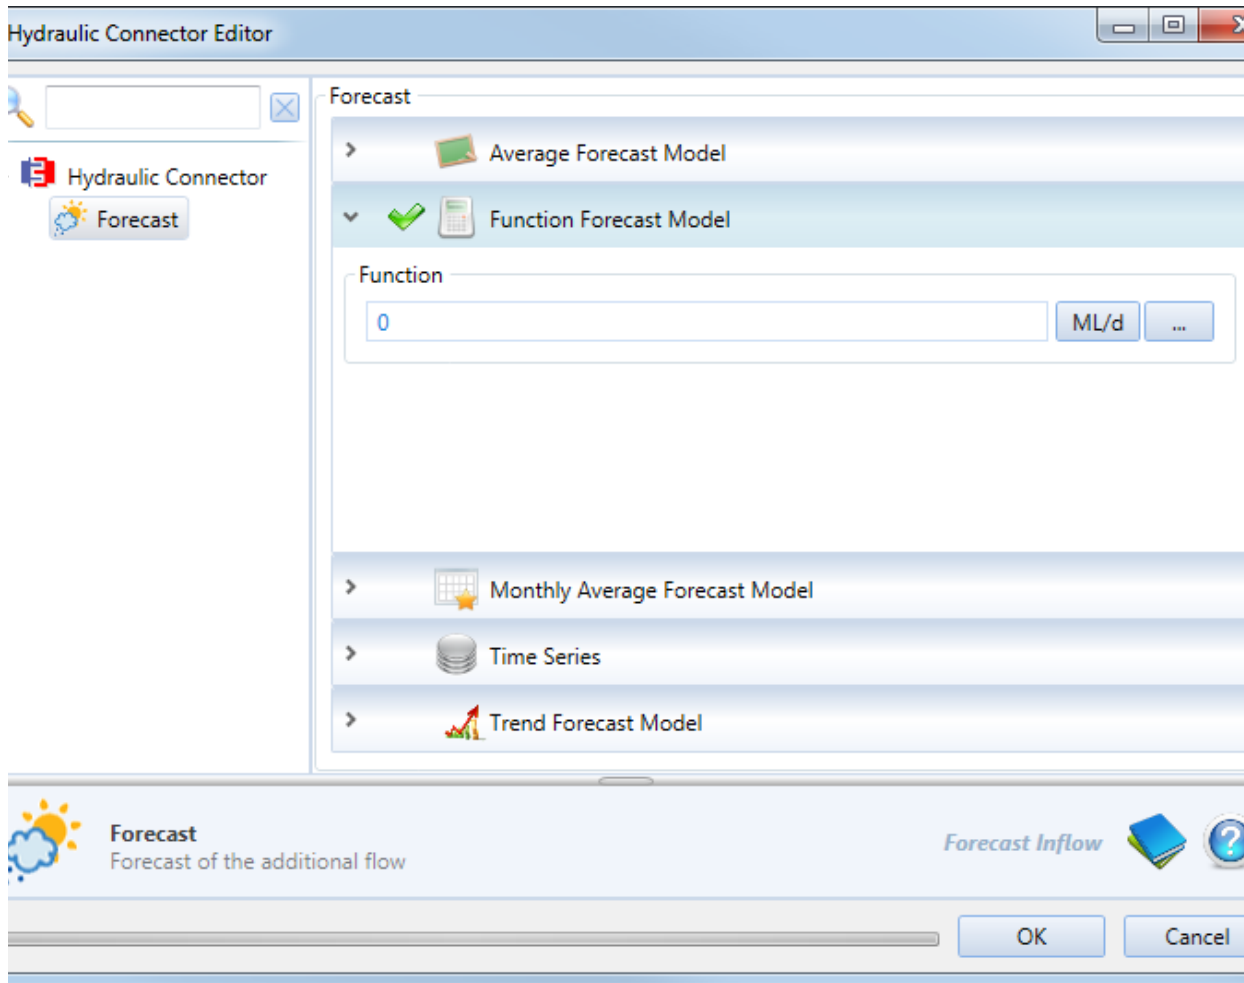 Hydraulic Connector Editor
Forecast
Average Forecast Model
Hydraulic Connector
Forecast
Function Forecast Model
Function
0
ML/d
...
Monthly Average Forecast Model
Time Series
Trend Forecast Model
Forecast
Forecast of the additional flow
Forecast Inflow
OK
Cancel